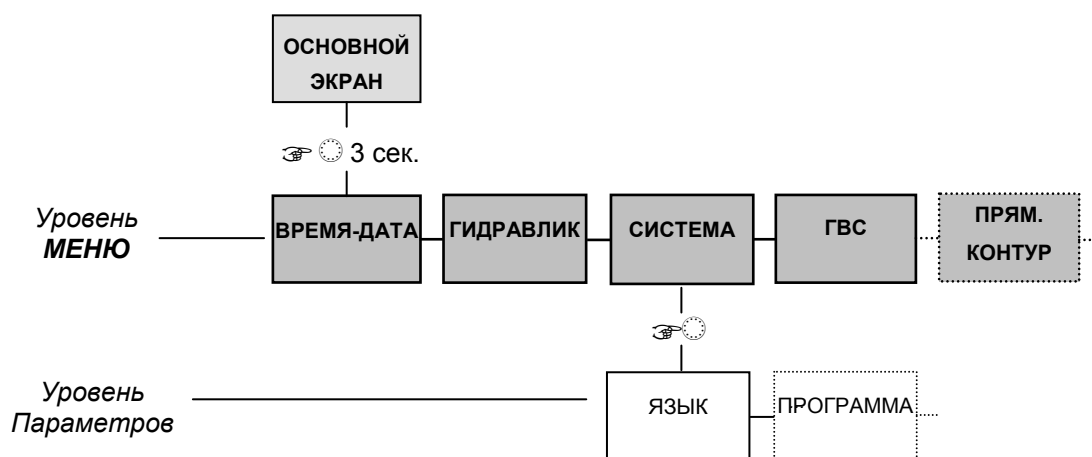 ОСНОВНОЙ
ЭКРАН
3 сек.
Уровень
МЕНЮ
ВРЕМЯ-ДАТА
ГИДРАВЛИК
СИСТЕМА
ГВС
ПРЯМ.
КОНТУР
Уровень
Параметров
ЯЗЫК
ПРОГРАММА